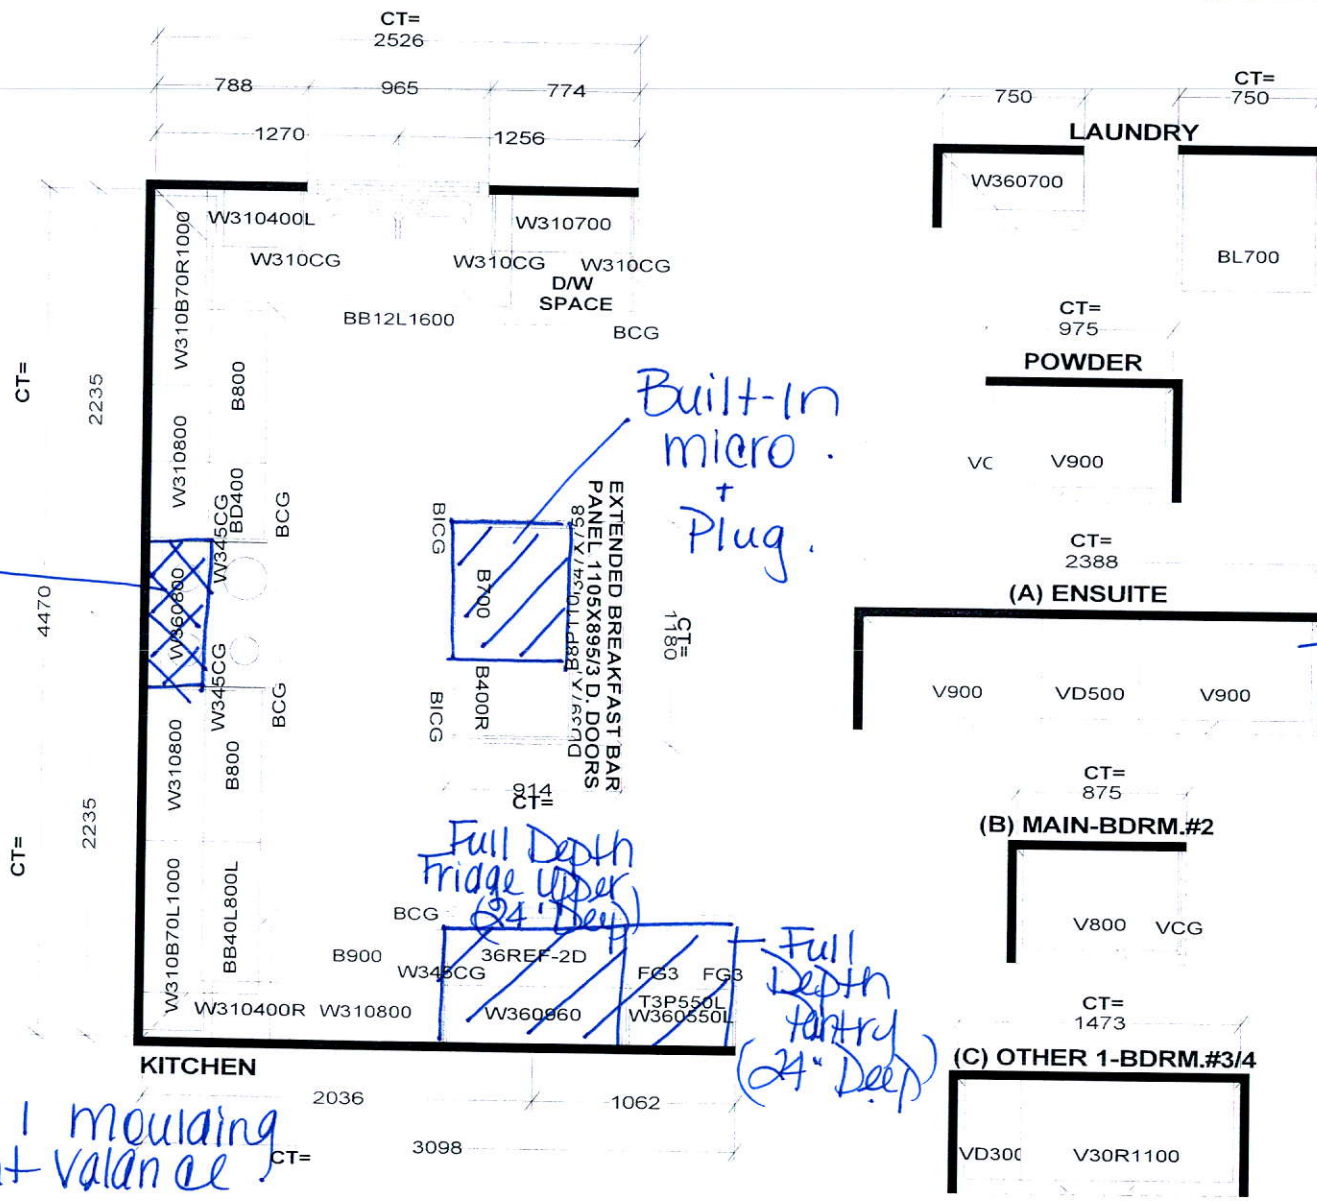 CT=
2526
788
965
774
1270
1256
CT=
750
750
LAUNDRY
W360700
BL700
W310400L
W310700
W310CG
W310CG
W310CG
D/W
SPACE
BB12L1600
BCG
W310B70R1000
B800
W310800
BD400
W345CG
BCG
CT=
2235
4470
W360800
W345CG
BCG
W310800
B800
2235
CT=
W310B70L1000
BB40L800L
W310400R
W310800
B900
BCG
W345CG
36REF-2D
W360960
FG3
FG3
T3P550L
W360550L
KITCHEN
2036
1062
CT=
3098
Built-In
micro.
+
Plug.
BICG
B700
B400R
BICG
EXTENDED BREAKFAST BAR
PANEL 1105X895/3 D. DOORS
CT=
1180
914
CT=
Full Depth
Fridge Upper
(24" Deep)
Full
Depth
Pantry
(24" Deep)
1 moulding
valance
CT=
975
POWDER
VC
V900
CT=
2388
(A) ENSUITE
V900
VD500
V900
CT=
875
(B) MAIN-BDRM.#2
V800
VCG
CT=
1473
(C) OTHER 1-BDRM.#3/4
VD300
V30R1100